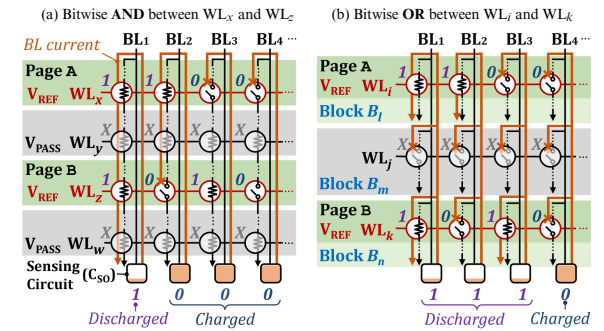 (a) Bitwise AND between WLx and WLz
BL current BL1 BL2 BL3 BL4 ...
Page A 1 1 0 0
VREF WLx ...
X X X X
VPASS WLy ...
Page B 1 0 1 0
VREF WLz ...
X X X X
VPASS WLw ...
Sensing
Circuit (CSO)
1 0 0 0
Discharged Charged
(b) Bitwise OR between WLi and WLk
BL1 BL2 BL3 BL4 ...
Page A 1 1 0 0
VREF WLi ...
Block Bl
X X X X
WLj ...
Block Bm
Page B 1 0 1 0
VREF WLk ...
Block Bn
1 1 1 0
Discharged Charged